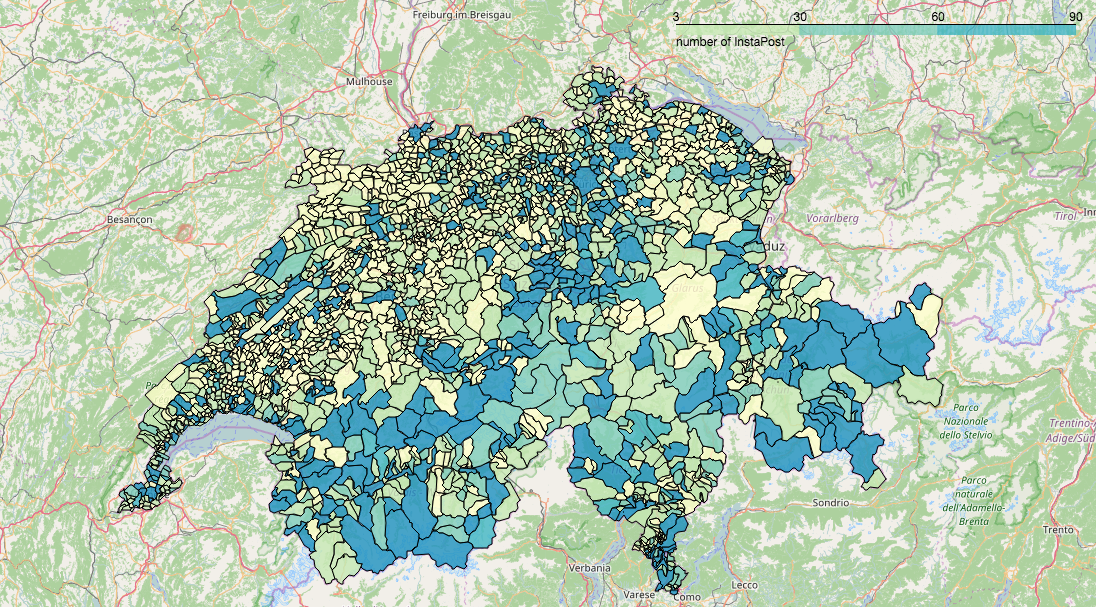 Freiburg im Breisgau
3 30 60 90
number of InstaPost
Mulhouse
Besançon
Vorarlberg
Tirol
duz
Glarus
Parco
Nazionale
dello Stelvio
Trentino-
Adige/Süd
Parco
naturale
dell'Adamello-
Brenta
Sondrio
Trento
Verbania
Lecco
Varese
Como